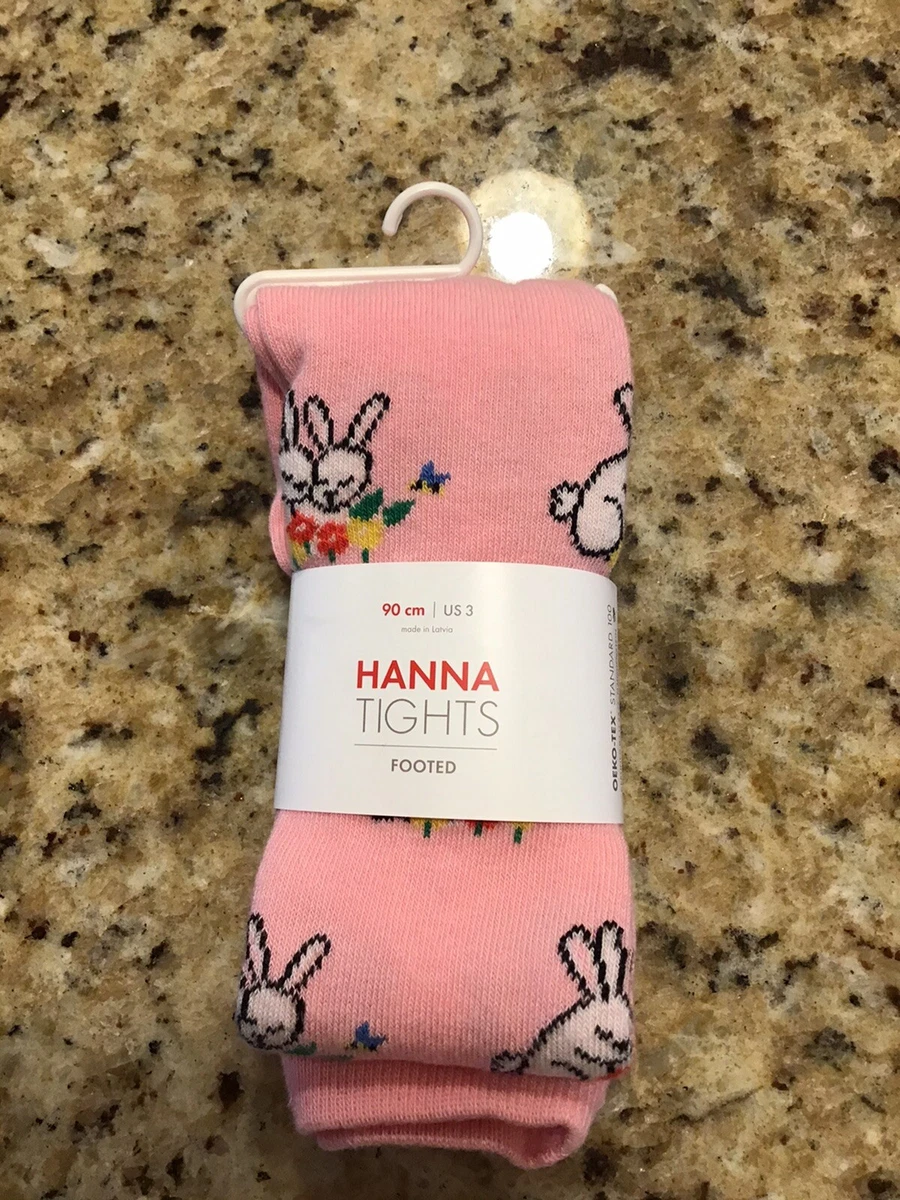 90 cm | US 3
made in Latvia
HANNA
TIGHTS
FOOTED
OEKO-TEX® STANDARD 100